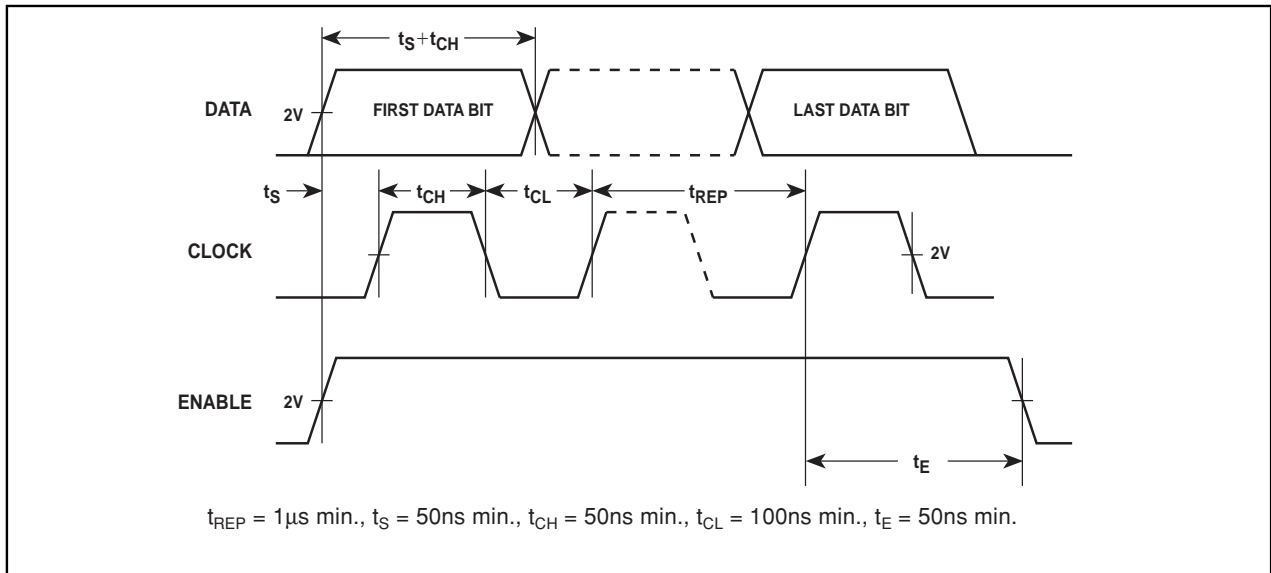 tS+tCH
DATA 2V FIRST DATA BIT LAST DATA BIT
tS tCH tCL tREP
CLOCK 2V
ENABLE 2V
tE
tREP = 1μs min., tS = 50ns min., tCH = 50ns min., tCL = 100ns min., tE = 50ns min.